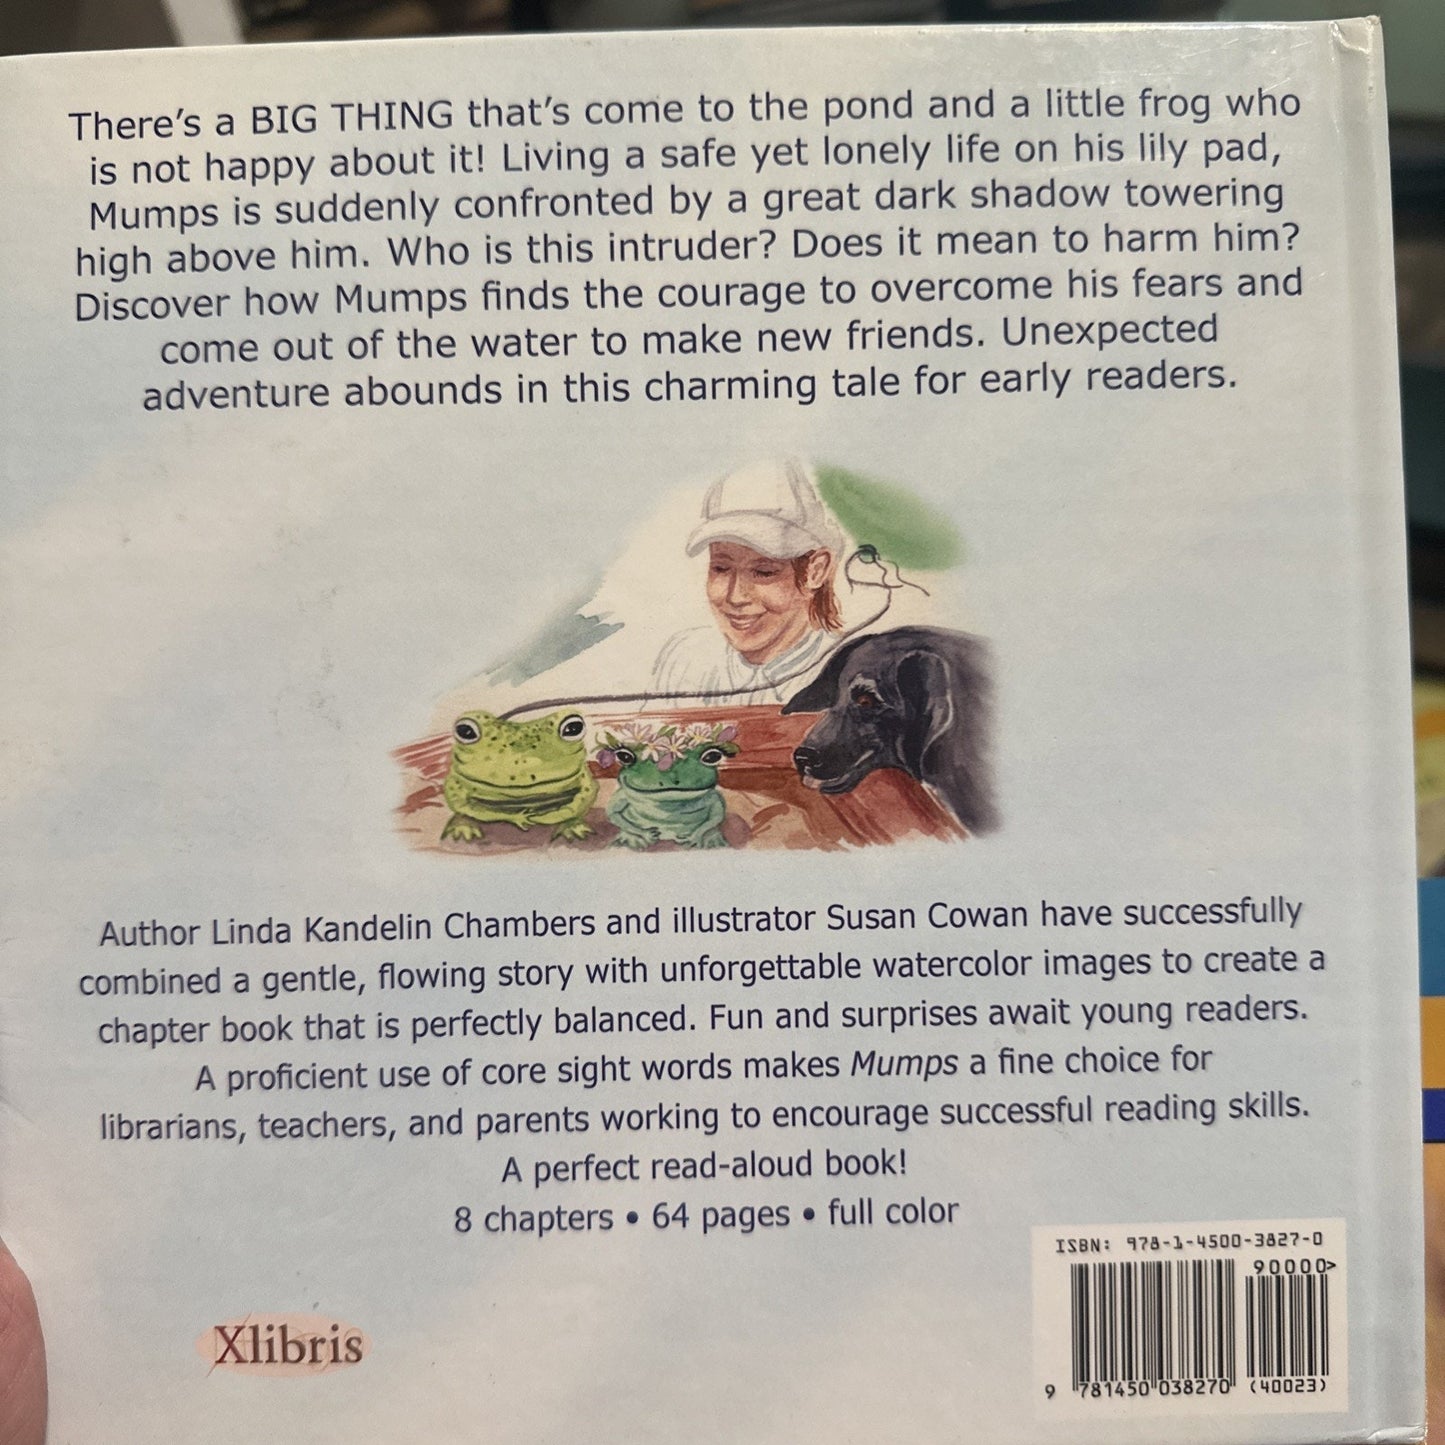 There's a BIG THING that's come to the pond and a little frog who
is not happy about it! Living a safe yet lonely life on his lily pad,
Mumps is suddenly confronted by a great dark shadow towering
high above him. Who is this intruder? Does it mean to harm him?
Discover how Mumps finds the courage to overcome his fears and
come out of the water to make new friends. Unexpected
adventure abounds in this charming tale for early readers.
Author Linda Kandelin Chambers and illustrator Susan Cowan have successfully
combined a gentle, flowing story with unforgettable watercolor images to create a
chapter book that is perfectly balanced. Fun and surprises await young readers.
A proficient use of core sight words makes Mumps a fine choice for
librarians, teachers, and parents working to encourage successful reading skills.
A perfect read-aloud book!
8 chapters • 64 pages • full color
ISBN: 978-1-4500-3827-0
90000>
Xlibris
9 781450 038270 (40023)